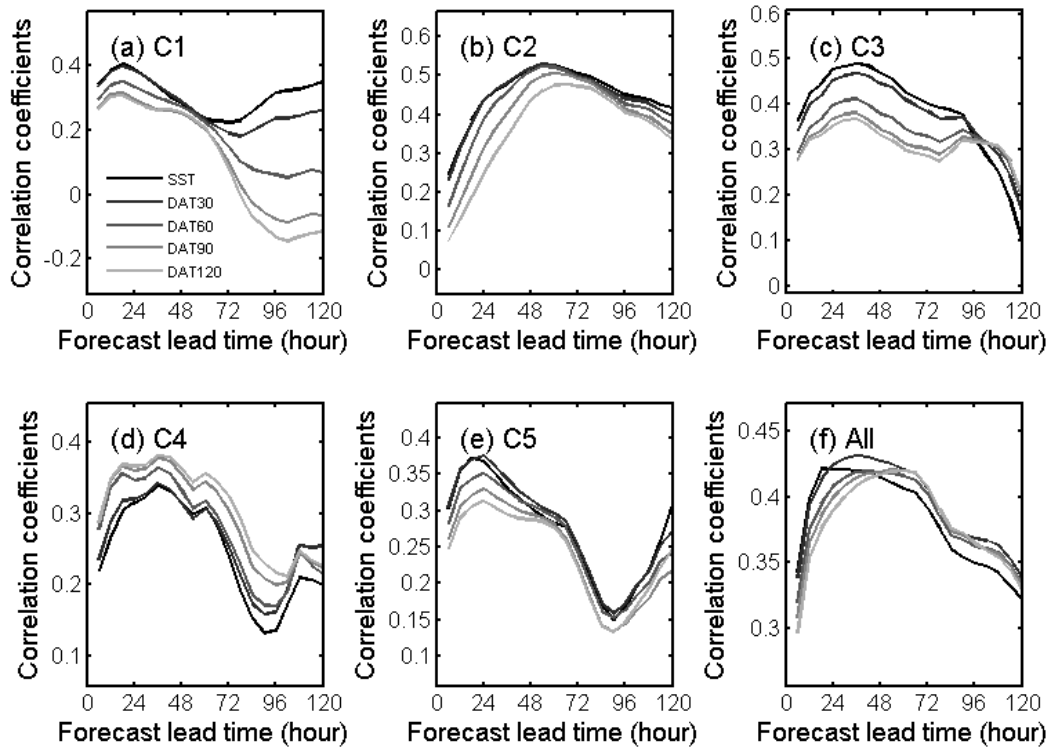 (a) C1
Correlation coefficients
0.4
0.2
0
-0.2
SST
DAT30
DAT60
DAT90
DAT120
0 24 48 72 96 120
Forecast lead time (hour)
(b) C2
Correlation coefficients
0.6
0.5
0.4
0.3
0.2
0.1
0
0 24 48 72 96 120
Forecast lead time (hour)
(c) C3
Correlation coefficients
0.6
0.5
0.4
0.3
0.2
0.1
0
0 24 48 72 96 120
Forecast lead time (hour)
(d) C4
Correlation coefficients
0.4
0.3
0.2
0.1
0 24 48 72 96 120
Forecast lead time (hour)
(e) C5
Correlation coefficients
0.4
0.35
0.3
0.25
0.2
0.15
0.1
0 24 48 72 96 120
Forecast lead time (hour)
(f) All
Correlation coefficients
0.45
0.4
0.35
0.3
0 24 48 72 96 120
Forecast lead time (hour)